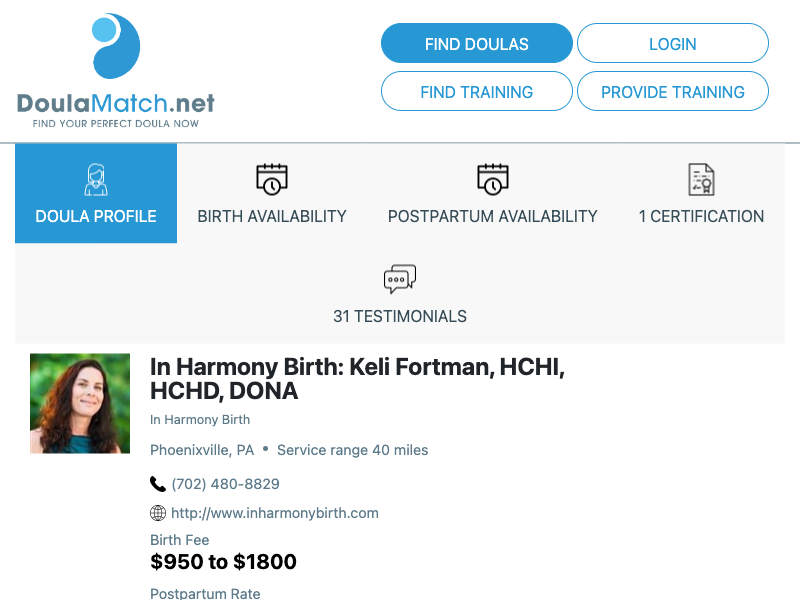 DoulaMatch.net
FIND YOUR PERFECT DOULA NOW
FIND DOULAS
LOGIN
FIND TRAINING
PROVIDE TRAINING
DOULA PROFILE
BIRTH AVAILABILITY
POSTPARTUM AVAILABILITY
1 CERTIFICATION
31 TESTIMONIALS
In Harmony Birth: Keli Fortman, HCHI,
HCHD, DONA
In Harmony Birth
Phoenixville, PA • Service range 40 miles
(702) 480-8829
http://www.inharmonybirth.com
Birth Fee
$950 to $1800
Postpartum Rate